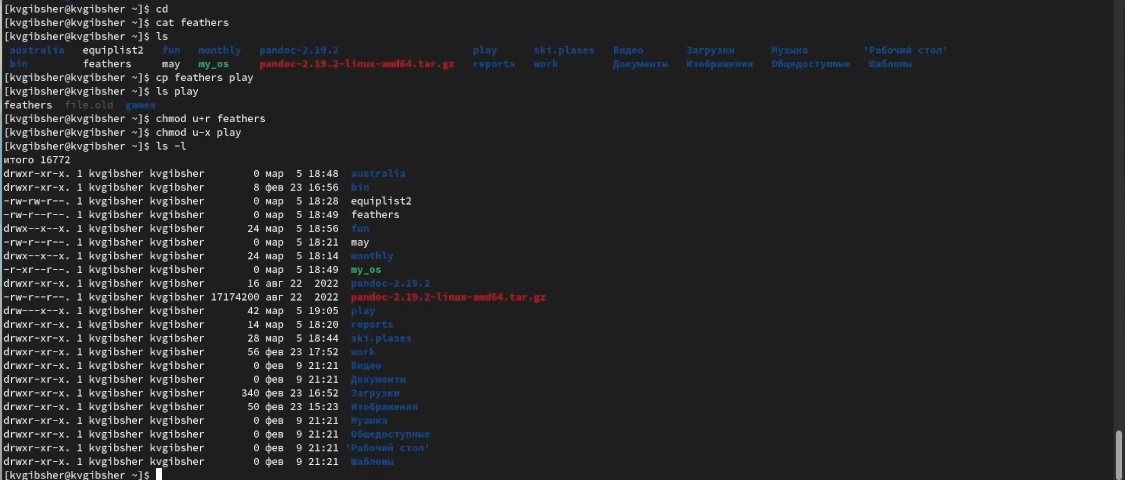 [kvgibsher@kvgibsher ~]$ cd
[kvgibsher@kvgibsher ~]$ cat feathers
[kvgibsher@kvgibsher ~]$ ls
australia equiplist2 fun monthly pandoc-2.19.2 play ski.plases Видео Загрузки Музыка 'Рабочий стол'
bin feathers may my_os pandoc-2.19.2-linux-amd64.tar.gz reports work Документы Изображения Общедоступные Шаблоны
[kvgibsher@kvgibsher ~]$ cp feathers play
[kvgibsher@kvgibsher ~]$ ls play
feathers file.old games
[kvgibsher@kvgibsher ~]$ chmod u+r feathers
[kvgibsher@kvgibsher ~]$ chmod u-x play
[kvgibsher@kvgibsher ~]$ ls -l
итого 16772
drwxr-xr-x. 1 kvgibsher kvgibsher 0 мар 5 18:48 australia
drwxr-xr-x. 1 kvgibsher kvgibsher 8 фев 23 16:56 bin
-rw-rw-r--. 1 kvgibsher kvgibsher 0 мар 5 18:28 equiplist2
-rw-r--r--. 1 kvgibsher kvgibsher 0 мар 5 18:49 feathers
drwx--x--x. 1 kvgibsher kvgibsher 24 мар 5 18:56 fun
-rw-r--r--. 1 kvgibsher kvgibsher 0 мар 5 18:21 may
drwx--x--x. 1 kvgibsher kvgibsher 24 мар 5 18:14 monthly
-r-xr--r--. 1 kvgibsher kvgibsher 0 мар 5 18:49 my_os
drwxr-xr-x. 1 kvgibsher kvgibsher 16 авг 22 2022 pandoc-2.19.2
-rw-r--r--. 1 kvgibsher kvgibsher 17174200 авг 22 2022 pandoc-2.19.2-linux-amd64.tar.gz
drw---x--x. 1 kvgibsher kvgibsher 42 мар 5 19:05 play
drwxr-xr-x. 1 kvgibsher kvgibsher 14 мар 5 18:20 reports
drwxr-xr-x. 1 kvgibsher kvgibsher 28 мар 5 18:44 ski.plases
drwxr-xr-x. 1 kvgibsher kvgibsher 56 фев 23 17:52 work
drwxr-xr-x. 1 kvgibsher kvgibsher 0 фев 9 21:21 Видео
drwxr-xr-x. 1 kvgibsher kvgibsher 0 фев 9 21:21 Документы
drwxr-xr-x. 1 kvgibsher kvgibsher 340 фев 23 16:52 Загрузки
drwxr-xr-x. 1 kvgibsher kvgibsher 50 фев 23 15:23 Изображения
drwxr-xr-x. 1 kvgibsher kvgibsher 0 фев 9 21:21 Музыка
drwxr-xr-x. 1 kvgibsher kvgibsher 0 фев 9 21:21 Общедоступные
drwxr-xr-x. 1 kvgibsher kvgibsher 0 фев 9 21:21 'Рабочий стол'
drwxr-xr-x. 1 kvgibsher kvgibsher 0 фев 9 21:21 Шаблоны
[kvgibsher@kvgibsher ~]$